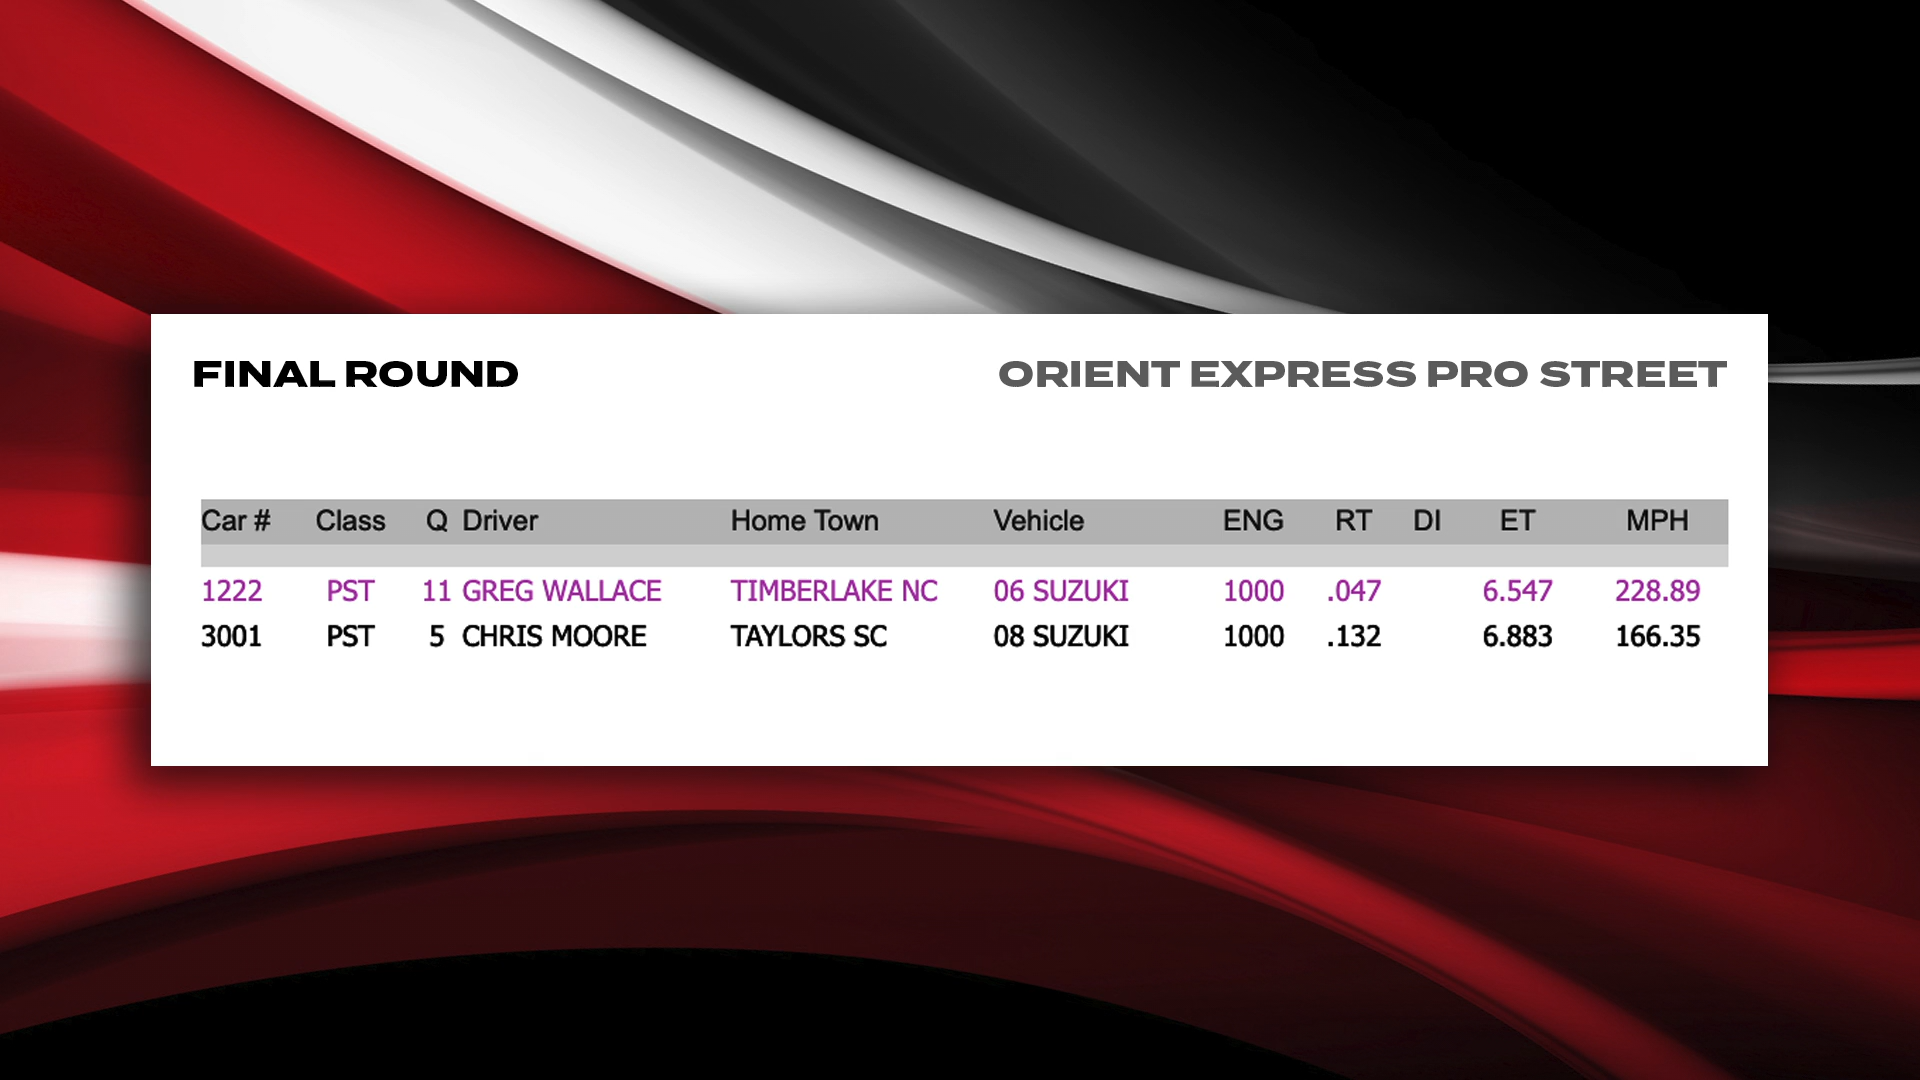 FINAL ROUND ORIENT EXPRESS PRO STREET
Car # Class Q Driver Home Town Vehicle ENG RT DI ET MPH
1222 PST 11 GREG WALLACE TIMBERLAKE NC 06 SUZUKI 1000 .047 6.547 228.89
3001 PST 5 CHRIS MOORE TAYLORS SC 08 SUZUKI 1000 .132 6.883 166.35